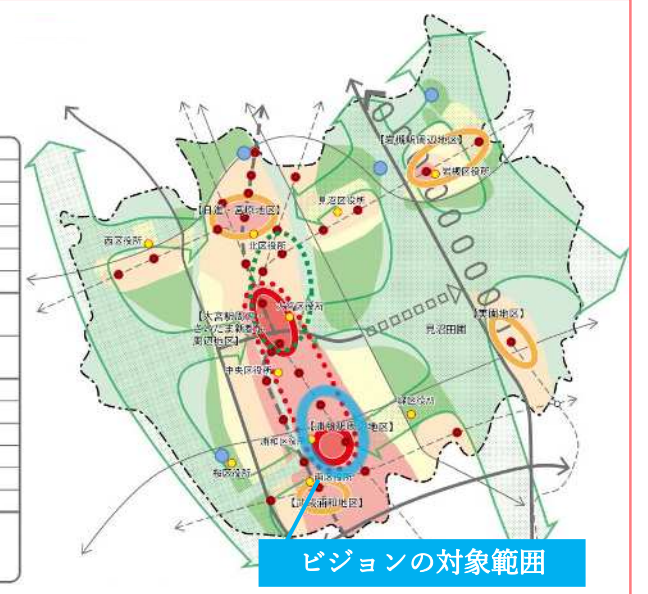 【岩槻駅周辺地区】
岩槻区役所
見沼区役所
【日進・宮原地区】
西区役所
北区役所
大宮区役所
【大宮駅周辺・
さいたま新都心
周辺地区】
【美園地区】
見沼田圃
中央区役所
緑区役所
【浦和駅周辺地区】
浦和区役所
桜区役所
南区役所
【武蔵浦和地区】
ビジョンの対象範囲